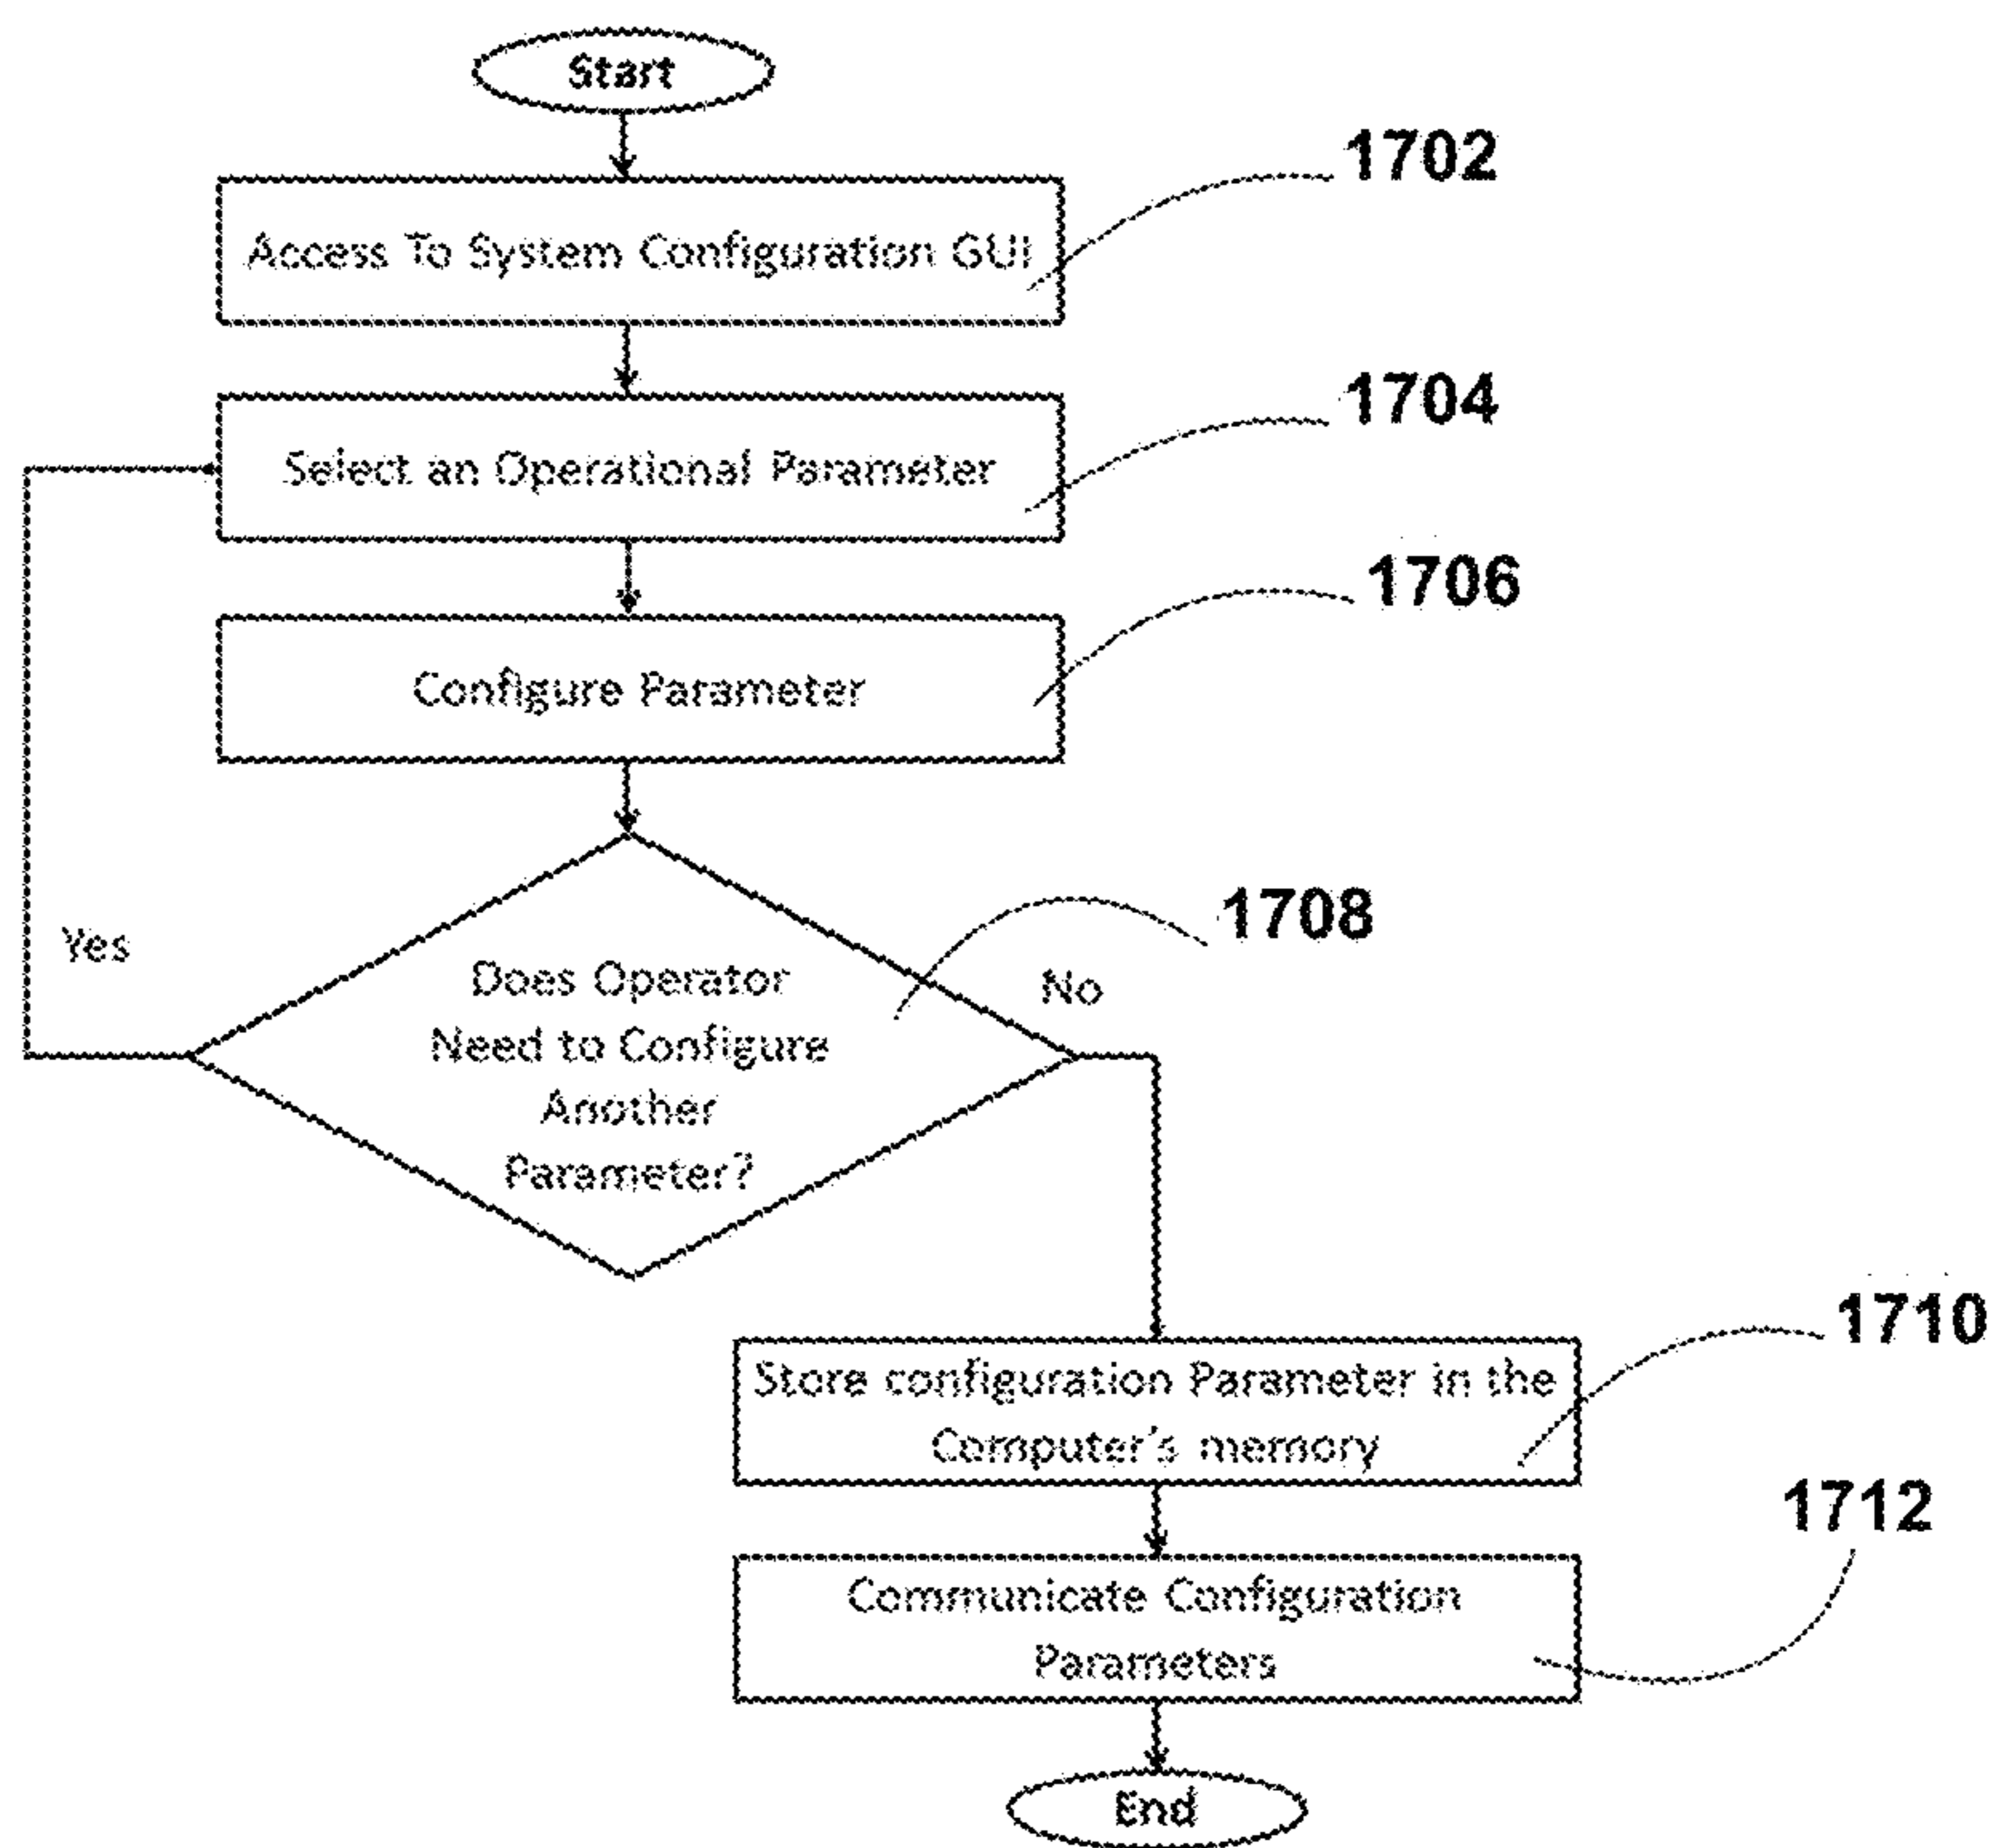 Start
1702
Access To System Configuration GUI
1704
Select an Operational Parameter
1706
Configure Parameter
1708
Yes
No
Does Operator
Need to Configure
Another
Parameter?
1710
Store configuration Parameter in the
Computer's memory
1712
Communicate Configuration
Parameters
End